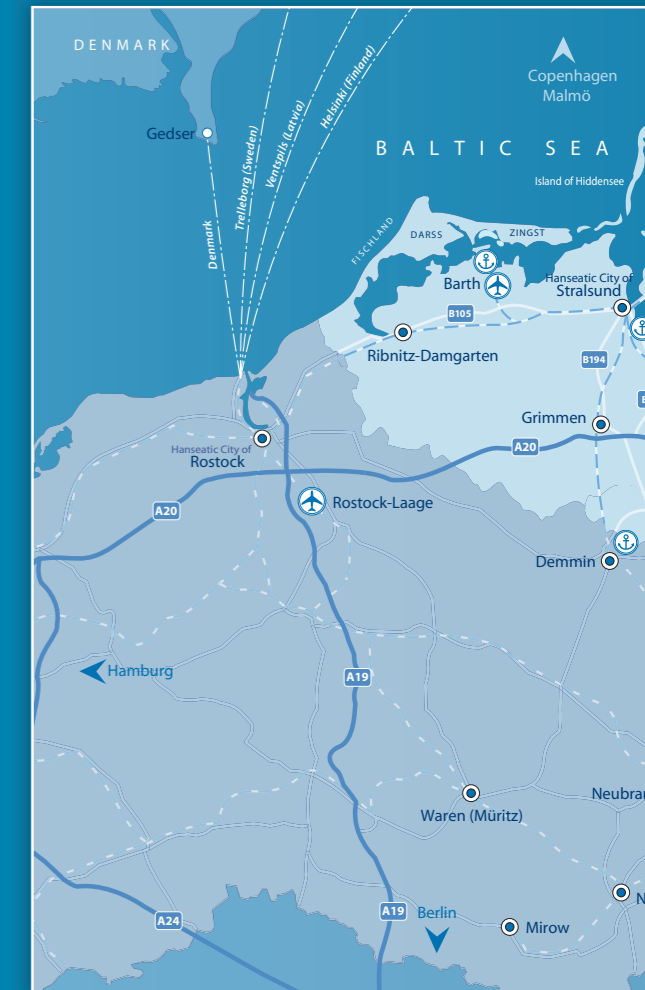 DENMARK
Copenhagen
Malmö
Gedser
BALTIC SEA
Island of Hiddensee
Denmark
Trelleborg (Sweden)
Ventspils (Latvia)
Helsinki (Finland)
FISCHLAND
DARSS
ZINGST
Barth
Hanseatic City of
Stralsund
B105
Ribnitz-Damgarten
B194
Grimmen
A20
Hanseatic City of
Rostock
Rostock-Laage
A20
Demmin
Hamburg
A19
Neubra
Waren (Müritz)
N
A24
A19
Berlin
Mirow